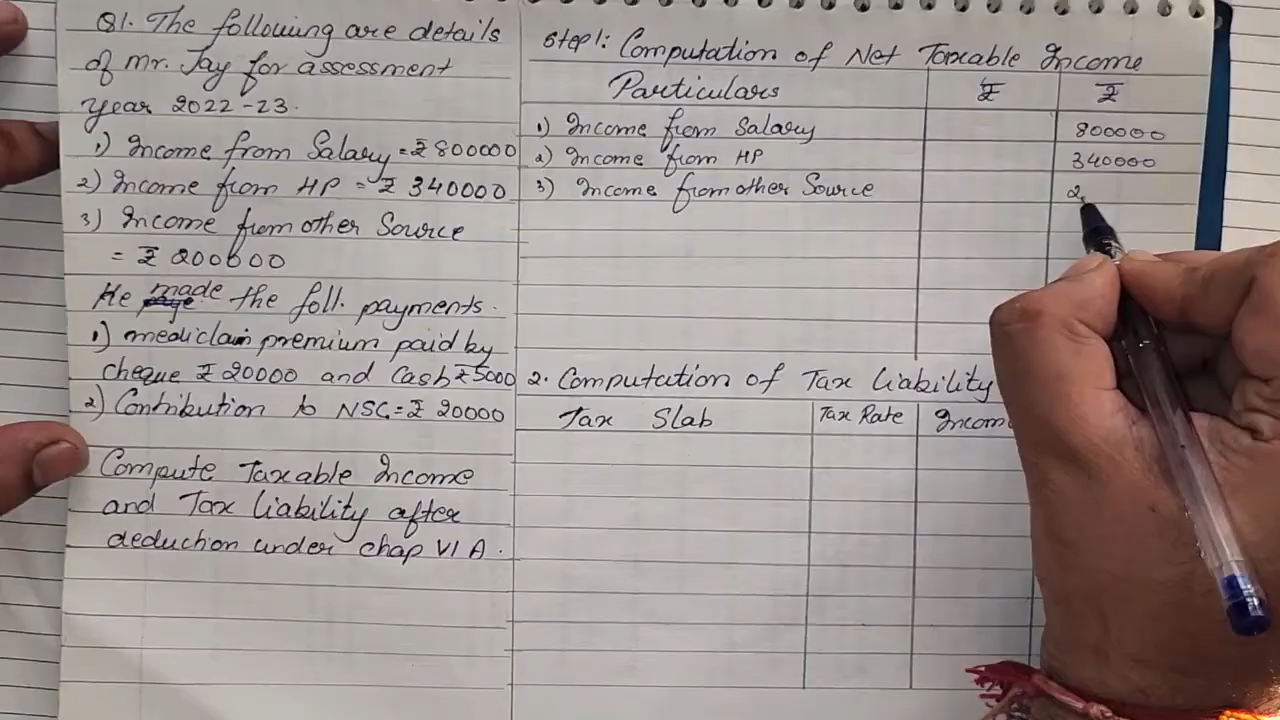 Q1. The following are details
of Mr. Jay for assessment
year 2022-23.
1) Income from Salary = ₹ 800000
2) Income from HP = ₹ 340000
3) Income from other Source
= ₹ 200000
He made the foll. payments.
1) mediclaim premium paid by
cheque ₹ 20000 and Cash ₹ 5000
2) Contribution to NSC = ₹ 20000
Compute Taxable Income
and Tax liability after
deduction under chap VI A.
Step 1: Computation of Net Taxable Income
Particulars ₹ ₹
1) Income from Salary 800000
2) Income from HP 340000
3) Income from other Source 2
2. Computation of Tax liability
Tax Slab Tax Rate Incom